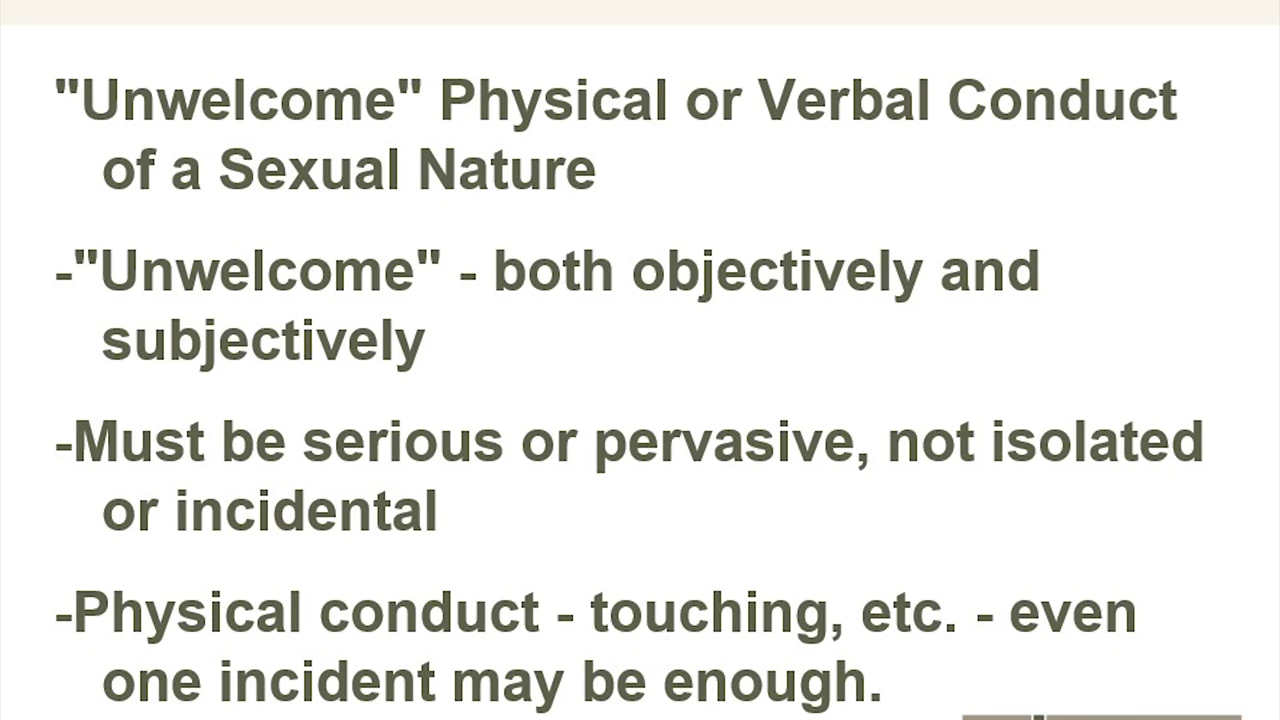 "Unwelcome" Physical or Verbal Conduct
of a Sexual Nature
-"Unwelcome" - both objectively and
subjectively
-Must be serious or pervasive, not isolated
or incidental
-Physical conduct - touching, etc. - even
one incident may be enough.